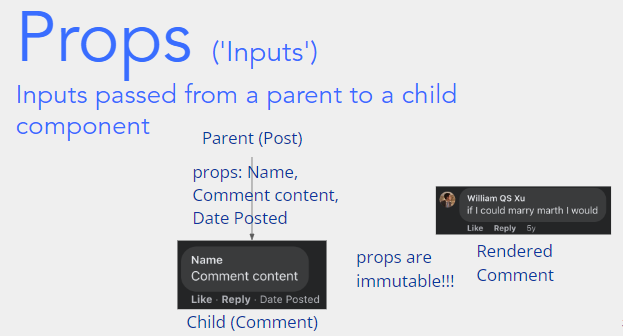 Props ('Inputs')
Inputs passed from a parent to a child
component
Parent (Post)
props: Name,
Comment content,
Date Posted
Name
Comment content
Like · Reply · Date Posted
Child (Comment)
props are
immutable!!!
William QS Xu
if I could marry marth I would
Like Reply 5y
Rendered
Comment